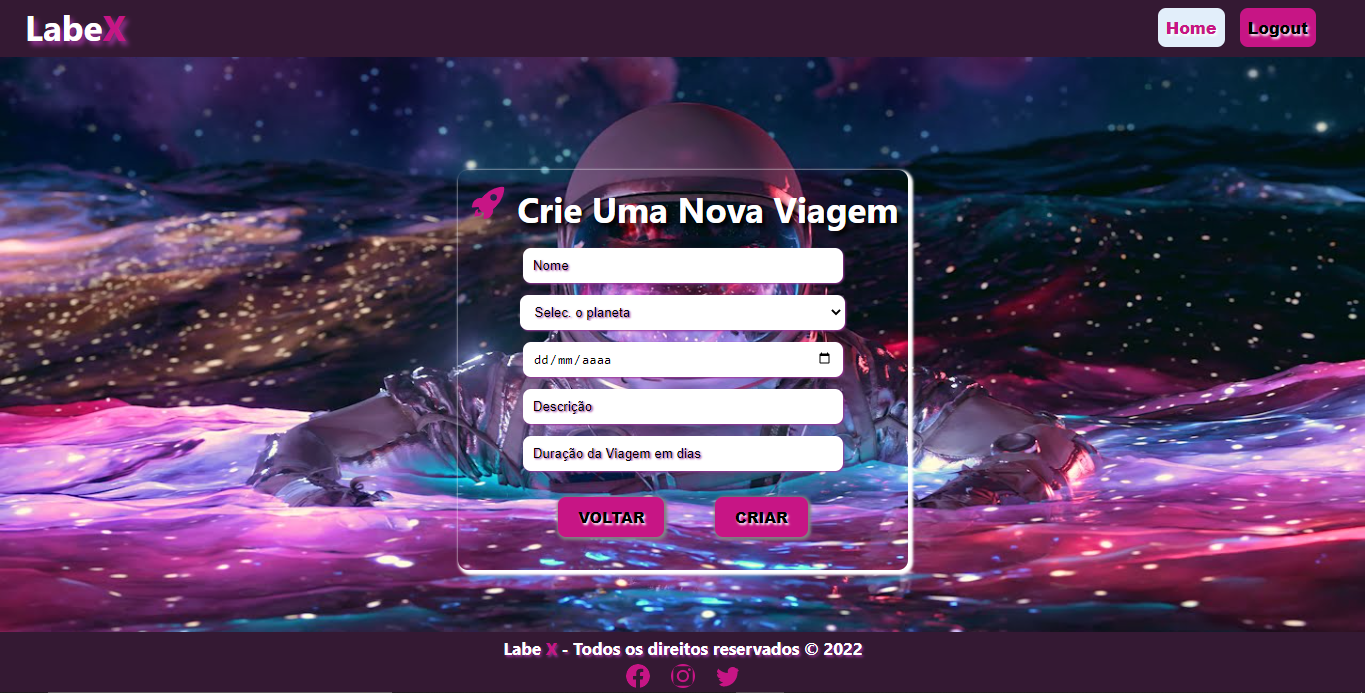 LabeX
Home
Logout
Crie Uma Nova Viagem
Nome
Selec. o planeta
dd/mm/aaaa
Descrição
Duração da Viagem em dias
VOLTAR
CRIAR
Labe X - Todos os direitos reservados © 2022